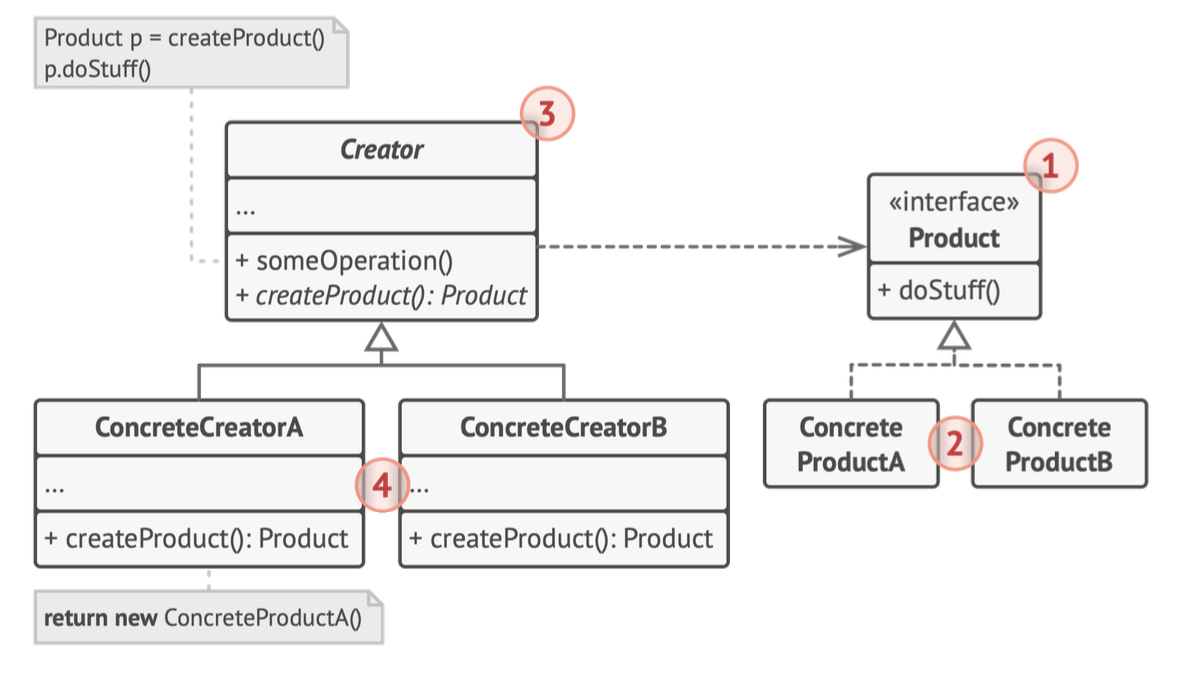 Product p = createProduct()
p.doStuff()
3
Creator
...
+ someOperation()
+ createProduct(): Product
1
«interface»
Product
+ doStuff()
ConcreteCreatorA
...
+ createProduct(): Product
4
ConcreteCreatorB
...
+ createProduct(): Product
Concrete
ProductA
2
Concrete
ProductB
return new ConcreteProductA()